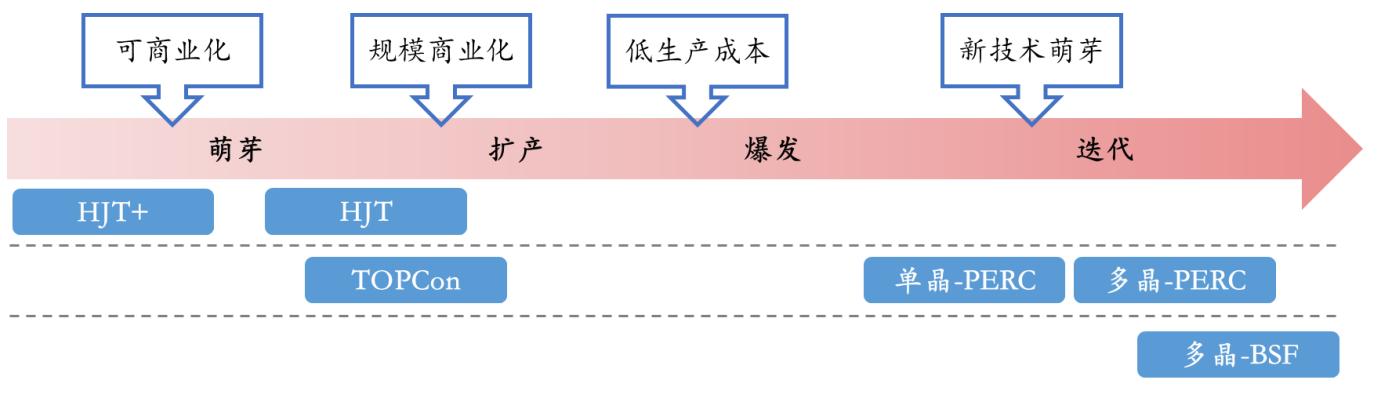 可商业化
规模商业化
低生产成本
新技术萌芽
萌芽
扩产
爆发
迭代
HJT+
HJT
TOPCon
单晶-PERC
多晶-PERC
多晶-BSF